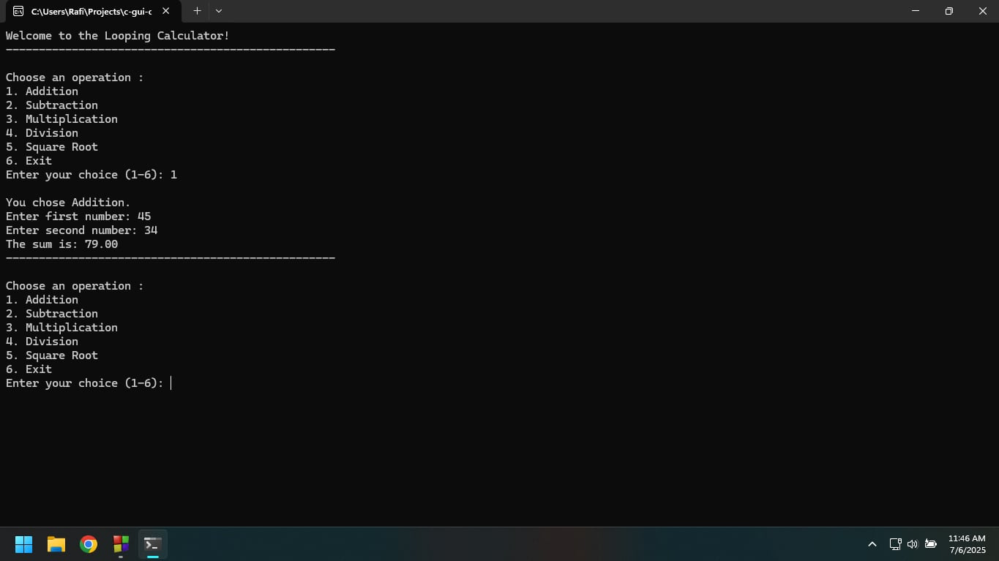 C:\Users\Rafi\Projects\c-gui-c
Welcome to the Looping Calculator!
--------------------------------------------------
Choose an operation :
1. Addition
2. Subtraction
3. Multiplication
4. Division
5. Square Root
6. Exit
Enter your choice (1-6): 1
You chose Addition.
Enter first number: 45
Enter second number: 34
The sum is: 79.00
--------------------------------------------------
Choose an operation :
1. Addition
2. Subtraction
3. Multiplication
4. Division
5. Square Root
6. Exit
Enter your choice (1-6):
11:46 AM
7/6/2025